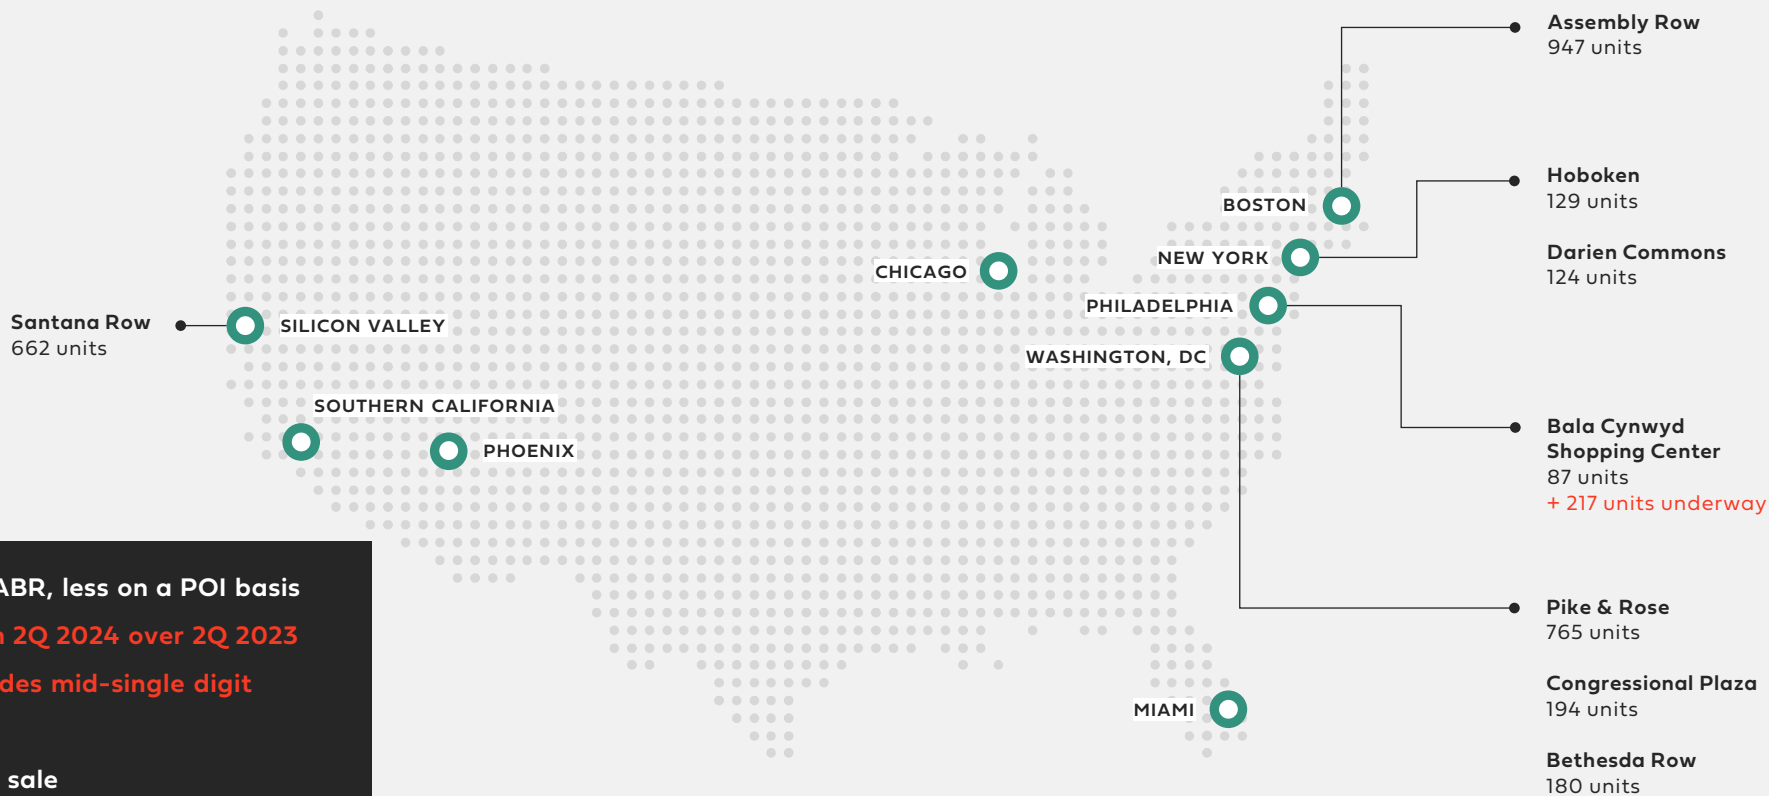 Assembly Row
947 units
Hoboken
129 units
Darien Commons
124 units
BOSTON
NEW YORK
CHICAGO
PHILADELPHIA
WASHINGTON, DC
Santana Row
662 units
SILICON VALLEY
SOUTHERN CALIFORNIA
PHOENIX
Bala Cynwyd
Shopping Center
87 units
+ 217 units underway
ABR, less on a POI basis
2Q 2024 over 2Q 2023
mid-single digit
sale
Pike & Rose
765 units
Congressional Plaza
194 units
Bethesda Row
180 units
MIAMI